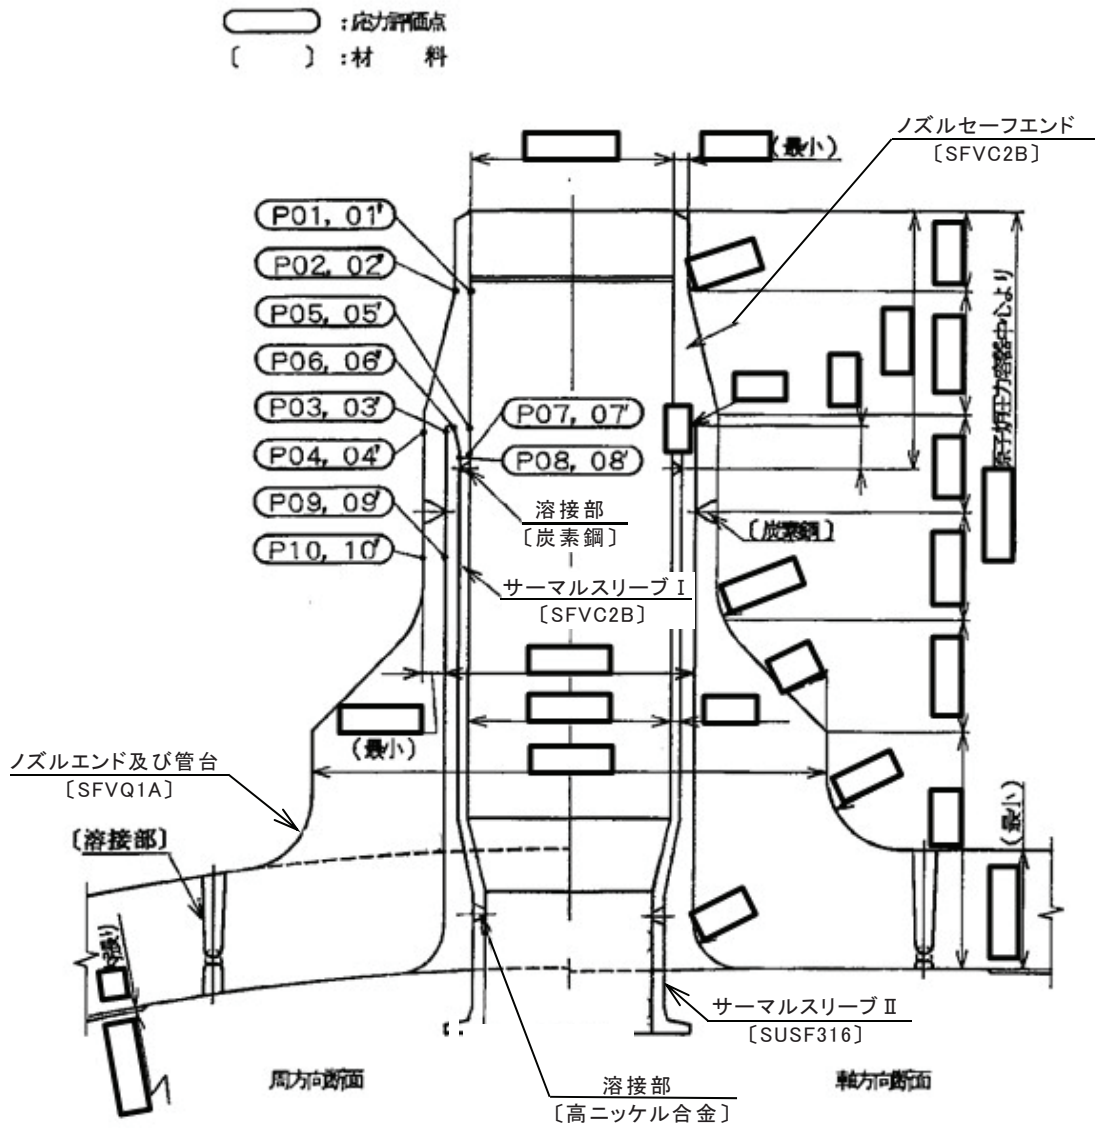 ：応力評価点
〔　　〕：材　料
ノズルセーフエンド
〔SFVC2B〕
（最小）
P01, 01'
P02, 02'
P05, 05'
P06, 06'
P03, 03'
P07, 07'
P04, 04'
P08, 08'
P09, 09'
P10, 10'
原子炉圧力容器中心より
溶接部
〔炭素鋼〕
〔炭素鋼〕
サーマルスリーブⅠ
〔SFVC2B〕
（最小）
ノズルエンド及び管台
〔SFVQ1A〕
（最小）
〔溶接部〕
サーマルスリーブⅡ
〔SUSF316〕
周方向断面
軸方向断面
溶接部
〔高ニッケル合金〕